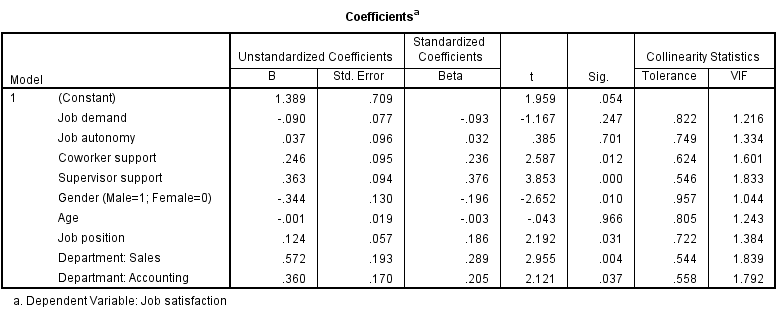 Coefficientsa
Unstandardized Coefficients Standardized Coefficients Collinearity Statistics
Model B Std. Error Beta t Sig. Tolerance VIF
1 (Constant) 1.389 .709 1.959 .054
Job demand -.090 .077 -.093 -1.167 .247 .822 1.216
Job autonomy .037 .096 .032 .385 .701 .749 1.334
Coworker support .246 .095 .236 2.587 .012 .624 1.601
Supervisor support .363 .094 .376 3.853 .000 .546 1.833
Gender (Male=1; Female=0) -.344 .130 -.196 -2.652 .010 .957 1.044
Age -.001 .019 -.003 -.043 .966 .805 1.243
Job position .124 .057 .186 2.192 .031 .722 1.384
Department: Sales .572 .193 .289 2.955 .004 .544 1.839
Departmant: Accounting .360 .170 .205 2.121 .037 .558 1.792
a. Dependent Variable: Job satisfaction